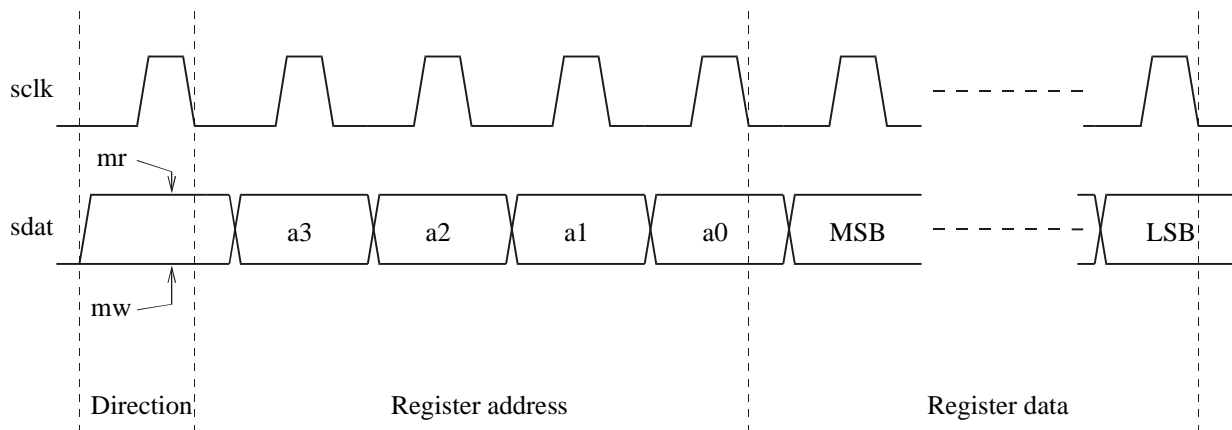 sclk
mr
sdat
a3
a2
a1
a0
MSB
LSB
mw
Direction
Register address
Register data